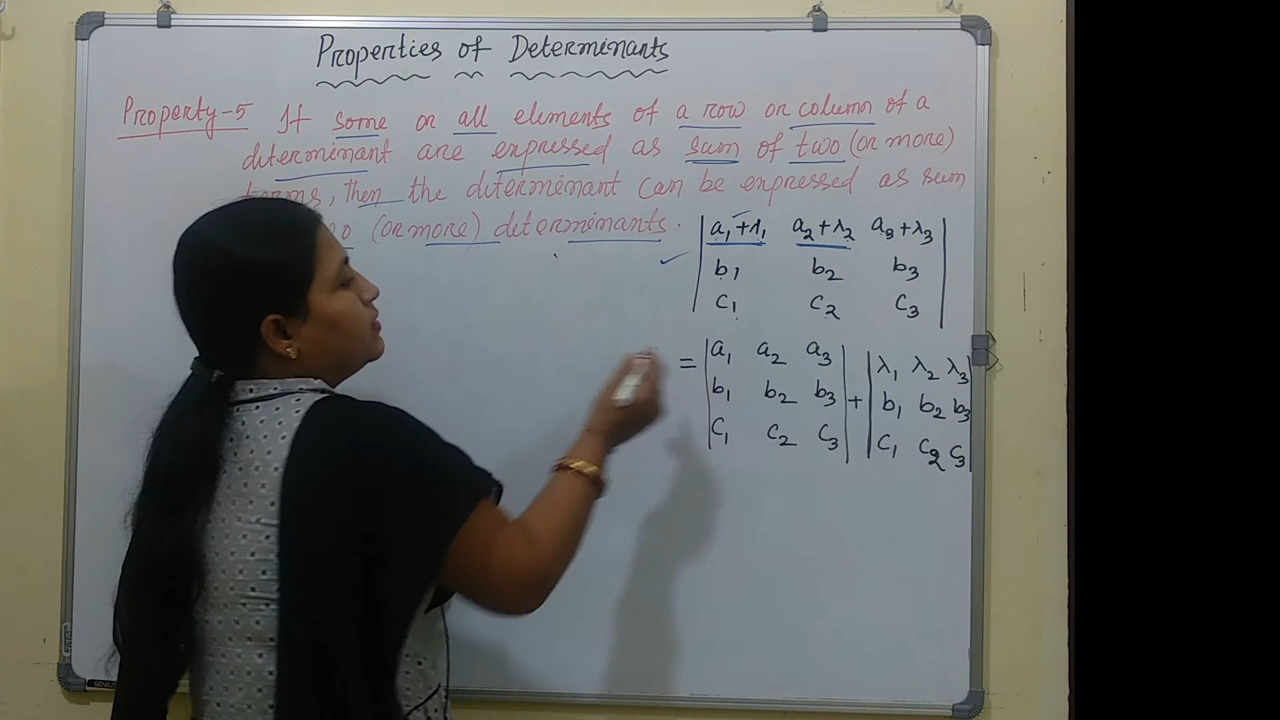 Properties of Determinants
Property-5 If some or all elements of a row or column of a
determinant are expressed as sum of two (or more)
terms, then the determinant can be expressed as sum
(or more) determinants.
a₁+λ₁ a₂+λ₂ a₃+λ₃
b₁ b₂ b₃
c₁ c₂ c₃
= | a₁ a₂ a₃ | + | λ₁ λ₂ λ₃ |
| b₁ b₂ b₃ | | b₁ b₂ b₃ |
| c₁ c₂ c₃ | | c₁ c₂ c₃ |